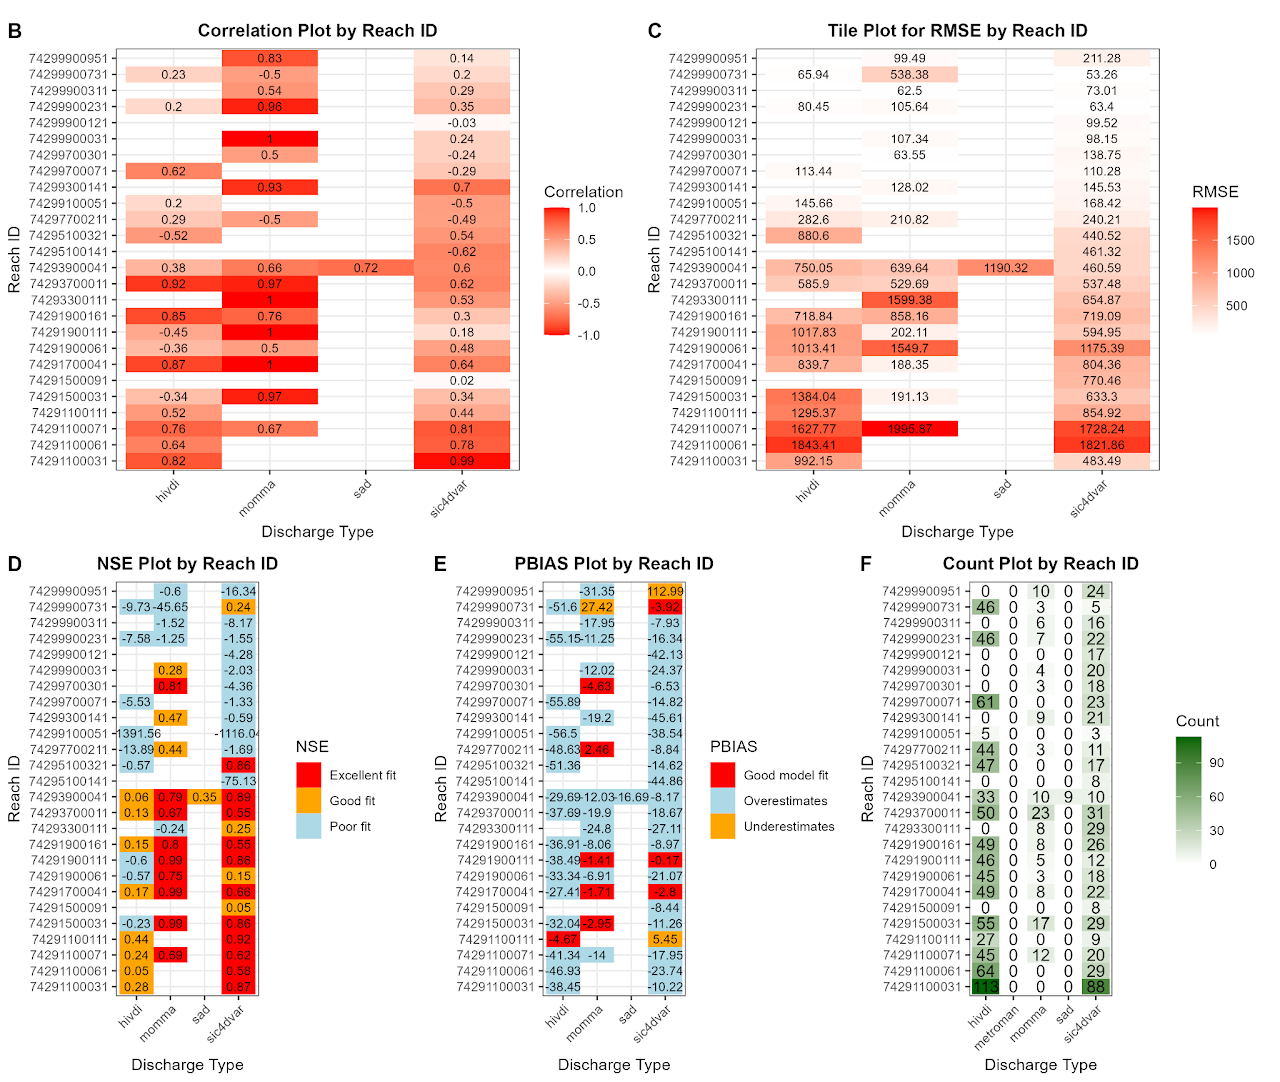 B
Correlation Plot by Reach ID
74299900951 0.83 0.14
74299900731 0.23 -0.5 0.2
74299900311 0.54 0.29
74299900231 0.2 0.96 0.35
74299900121 -0.03
74299900031 1 0.24
74299700301 0.5 -0.24
74299700071 0.62 -0.29
74299300141 0.93 0.7
74299100051 0.2 -0.5
74297700211 0.29 -0.5 -0.49
74295100321 -0.52 0.54
74295100141 -0.62
74293900041 0.38 0.66 0.72 0.6
74293700011 0.92 0.97 0.62
74293300111 1 0.53
74291900161 0.85 0.76 0.3
74291900111 -0.45 1 0.18
74291900061 -0.36 0.5 0.48
74291700041 0.87 1 0.64
74291500091 0.02
74291500031 -0.34 0.97 0.34
74291100111 0.52 0.44
74291100071 0.76 0.67 0.81
74291100061 0.64 0.78
74291100031 0.82 0.99
Reach ID
hivdi momma sad sic4dvar
Discharge Type
Correlation
1.0
0.5
0.0
-0.5
-1.0
C
Tile Plot for RMSE by Reach ID
74299900951 99.49 211.28
74299900731 65.94 538.38 53.26
74299900311 62.5 73.01
74299900231 80.45 105.64 63.4
74299900121 99.52
74299900031 107.34 98.15
74299700301 63.55 138.75
74299700071 113.44 110.28
74299300141 128.02 145.53
74299100051 145.66 168.42
74297700211 282.6 210.82 240.21
74295100321 880.6 440.52
74295100141 461.32
74293900041 750.05 639.64 1190.32 460.59
74293700011 585.9 529.69 537.48
74293300111 1599.38 654.87
74291900161 718.84 858.16 719.09
74291900111 1017.83 202.11 594.95
74291900061 1013.41 1549.7 1175.39
74291700041 839.7 188.35 804.36
74291500091 770.46
74291500031 1384.04 191.13 633.3
74291100111 1295.37 854.92
74291100071 1627.77 1995.87 1728.24
74291100061 1843.41 1821.86
74291100031 992.15 483.49
Reach ID
hivdi momma sad sic4dvar
Discharge Type
RMSE
1500
1000
500
D
NSE Plot by Reach ID
74299900951 -0.6 -16.34
74299900731 -9.73 -45.65 0.24
74299900311 -1.52 -8.17
74299900231 -7.58 -1.25 -1.55
74299900121 -4.28
74299900031 0.28 -2.03
74299700301 0.81 -4.36
74299700071 -5.53 -1.33
74299300141 0.47 -0.59
74299100051 -1391.56 -1116.04
74297700211 -13.89 0.44 -1.69
74295100321 -0.57 0.86
74295100141 -75.13
74293900041 0.06 0.79 0.35 0.89
74293700011 0.13 0.67 0.55
74293300111 -0.24 0.25
74291900161 0.15 0.8 0.55
74291900111 -0.6 0.99 0.86
74291900061 -0.57 0.75 0.15
74291700041 0.17 0.99 0.66
74291500091 0.05
74291500031 -0.23 0.99 0.86
74291100111 0.44 0.92
74291100071 0.24 0.69 0.62
74291100061 0.05 0.58
74291100031 0.28 0.87
Reach ID
hivdi momma sad sic4dvar
Discharge Type
NSE
Excellent fit
Good fit
Poor fit
E
PBIAS Plot by Reach ID
74299900951 -31.35 112.99
74299900731 -51.6 27.42 -3.92
74299900311 -17.95 -7.93
74299900231 -55.15 -11.25 -16.34
74299900121 -42.13
74299900031 -12.02 -24.37
74299700301 -4.63 -6.53
74299700071 -55.89 -14.82
74299300141 -19.2 -45.61
74299100051 -56.5 -38.54
74297700211 -48.63 2.46 -8.84
74295100321 -51.36 -14.62
74295100141 -44.86
74293900041 -29.69 -12.03 -16.69 -8.17
74293700011 -37.69 -19.9 -18.67
74293300111 -24.8 -27.11
74291900161 -36.91 -8.06 -8.97
74291900111 -38.49 -1.41 -0.17
74291900061 -33.34 -6.91 -21.07
74291700041 -27.41 -1.71 -2.8
74291500091 -8.44
74291500031 -32.04 -2.95 -11.26
74291100111 -4.67 5.45
74291100071 -41.34 -14 -17.95
74291100061 -46.93 -23.74
74291100031 -38.45 -10.22
Reach ID
hivdi momma sad sic4dvar
Discharge Type
PBIAS
Good model fit
Overestimates
Underestimates
F
Count Plot by Reach ID
74299900951 0 0 10 0 24
74299900731 46 0 3 0 5
74299900311 0 0 6 0 16
74299900231 46 0 7 0 22
74299900121 0 0 0 0 17
74299900031 0 0 4 0 20
74299700301 0 0 3 0 18
74299700071 61 0 0 0 23
74299300141 0 0 9 0 21
74299100051 5 0 0 0 3
74297700211 44 0 3 0 11
74295100321 47 0 0 0 17
74295100141 0 0 0 0 8
74293900041 33 0 10 9 10
74293700011 50 0 23 0 31
74293300111 0 0 8 0 29
74291900161 49 0 8 0 26
74291900111 46 0 5 0 12
74291900061 45 0 3 0 18
74291700041 49 0 8 0 22
74291500091 0 0 0 0 8
74291500031 55 0 17 0 29
74291100111 27 0 0 0 9
74291100071 45 0 12 0 20
74291100061 64 0 0 0 29
74291100031 113 0 0 0 88
Reach ID
hivdi metroman momma sad sic4dvar
Discharge Type
Count
90
60
30
0